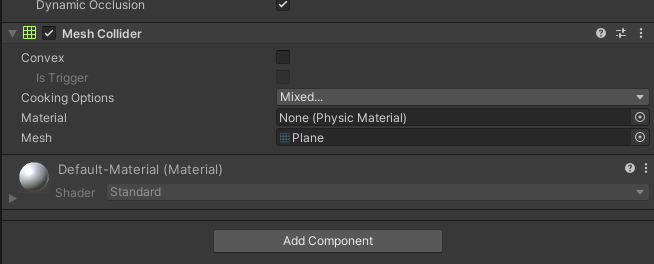 Dynamic Occlusion
Mesh Collider
Convex
Is Trigger
Cooking Options Mixed...
Material None (Physic Material)
Mesh Plane
Default-Material (Material)
Shader Standard
Add Component